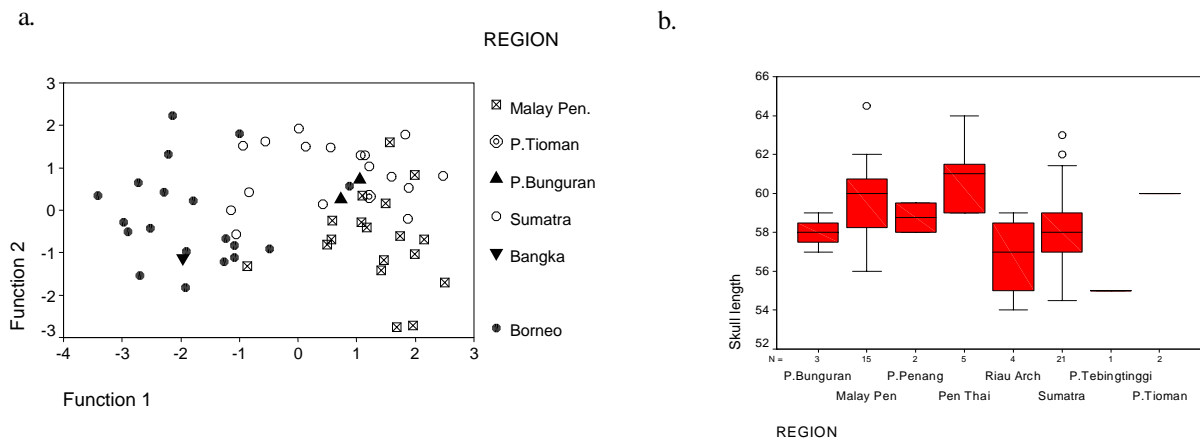 a.
REGION
3
2
1
0
-1
-2
-3
Function 2
-4 -3 -2 -1 0 1 2 3
Function 1
Malay Pen.
P.Tioman
P.Bunguran
Sumatra
Bangka
Borneo
b.
66
64
62
60
58
56
54
52
Skull length
N = 3 15 2 5 4 21 1 2
P.Bunguran P.Penang Riau Arch P.Tebingtinggi
Malay Pen Pen Thai Sumatra P.Tioman
REGION